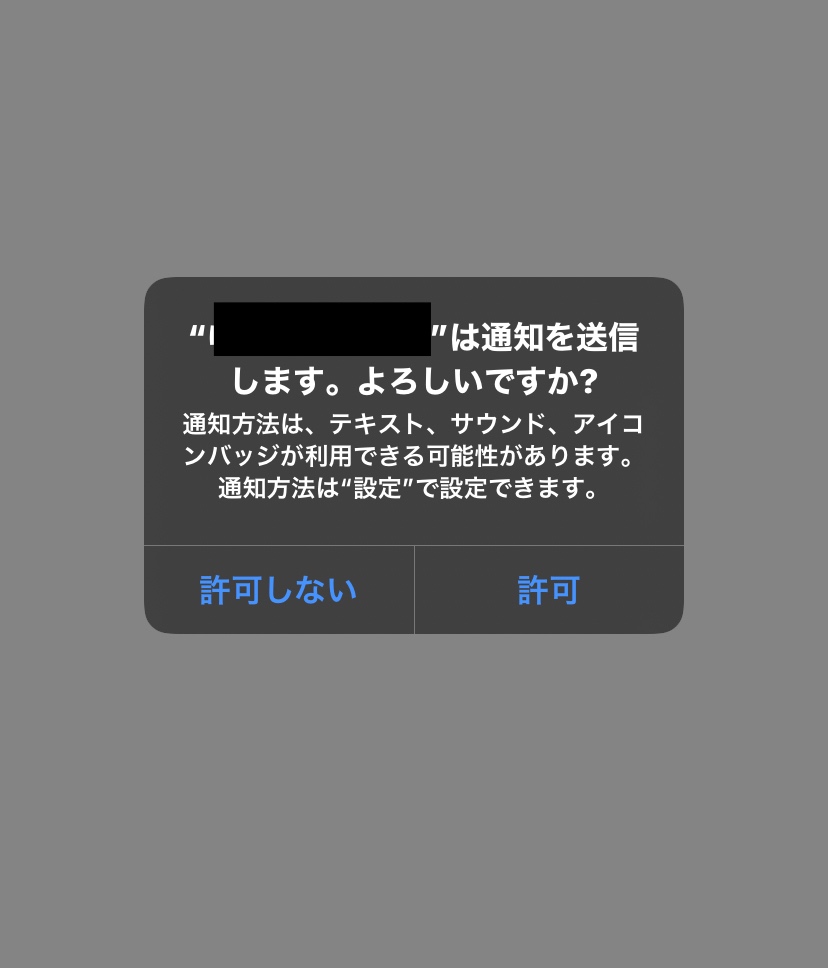 “”は通知を送信
します。よろしいですか?
通知方法は、テキスト、サウンド、アイコ
ンバッジが利用できる可能性があります。
通知方法は“設定”で設定できます。
許可しない
許可